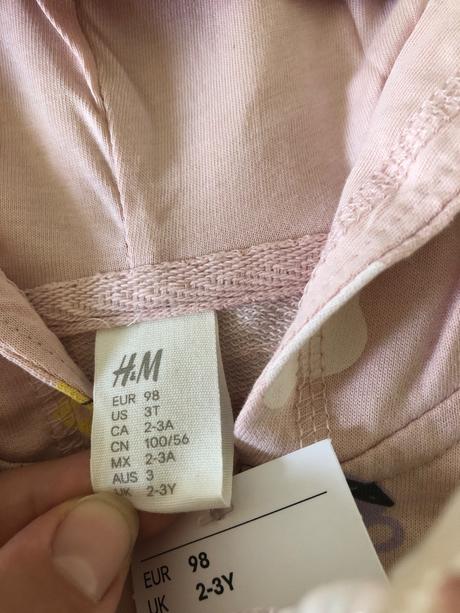 H&M
EUR 98
US 3T
CA 2-3A
CN 100/56
MX 2-3A
AUS 3
UK 2-3Y
EUR 98
UK 2-3Y